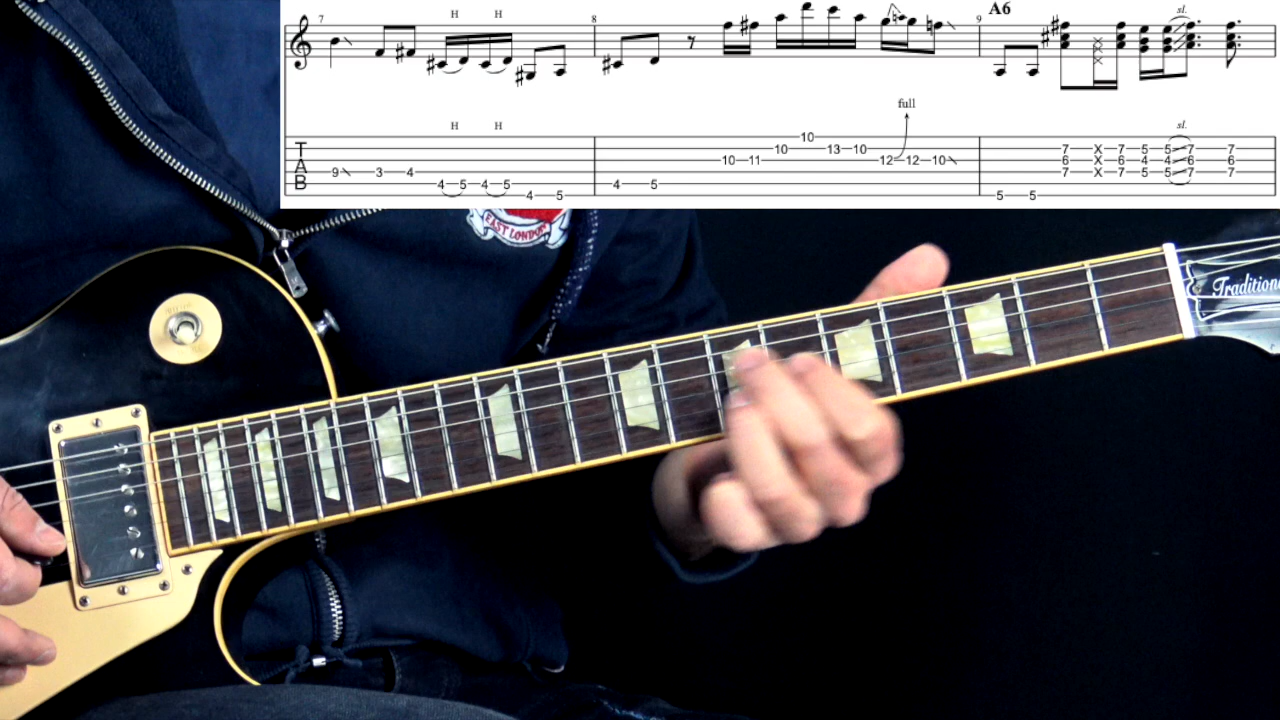 7 H H 8 9 A6 sl.
full
H H sl.
T A B
10
10 13 10 7 7 5 5 7 7
10 11 12 12 10 6 X 6 4 4 6 6
9 3 4 7 X 7 5 5 7 7
4 5 4 5 4 5
4 5 5 5
EAST LONDON
Traditional